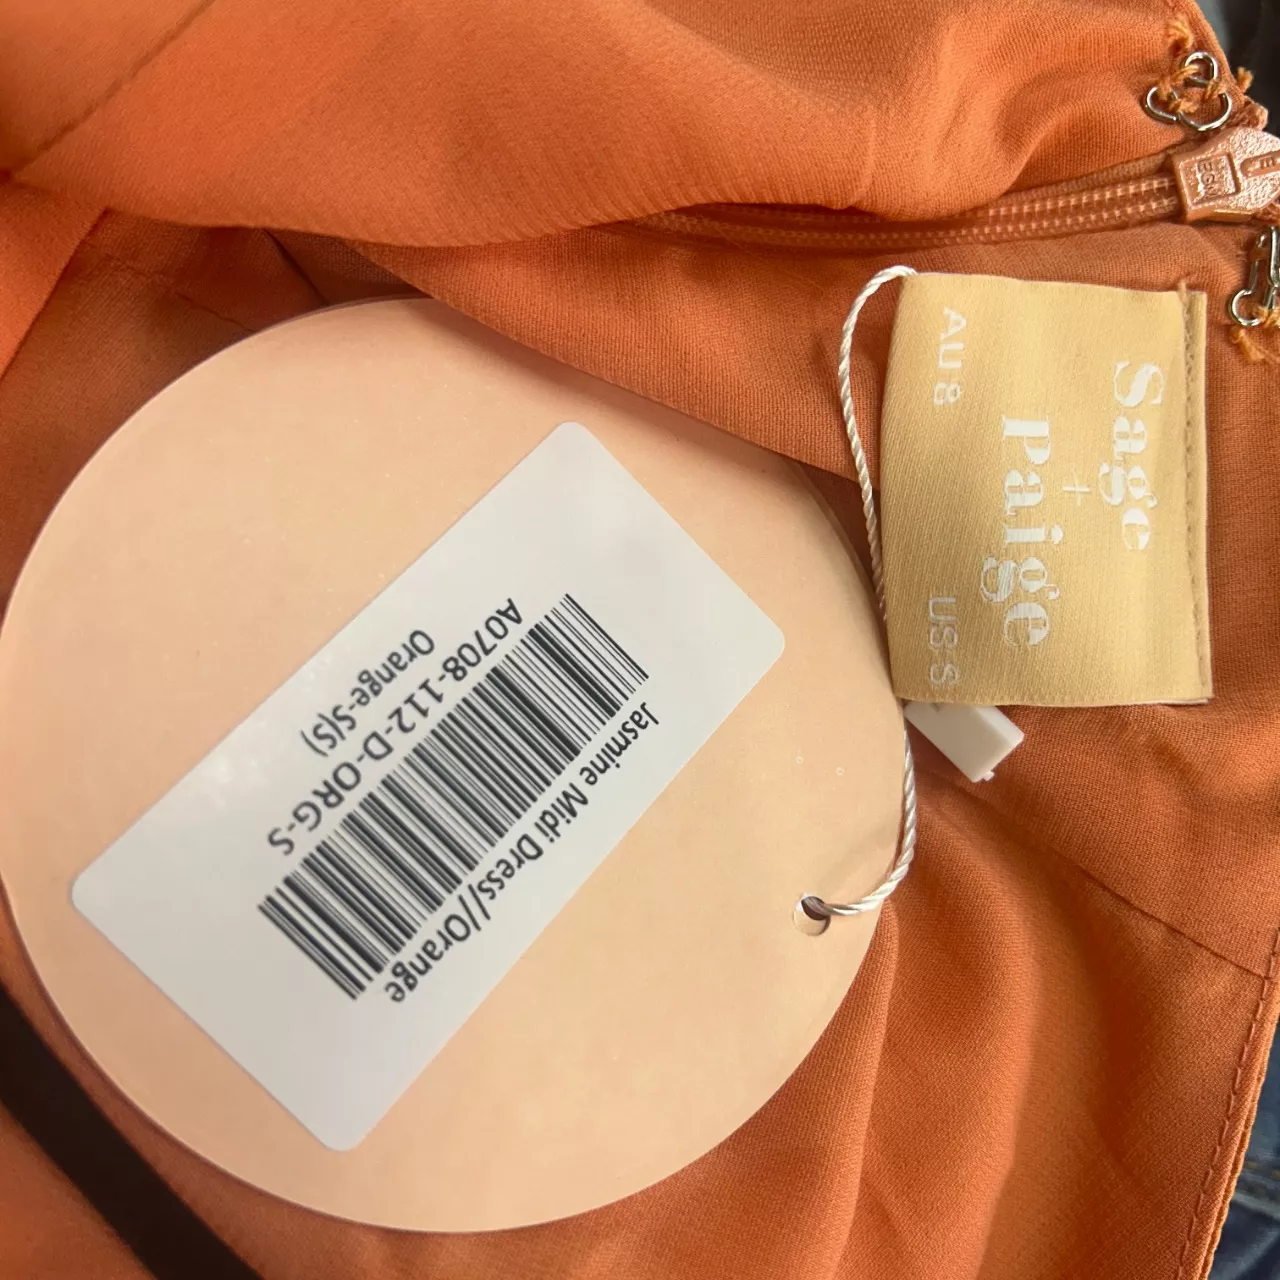 Sage
+
paige
AU 8
US-S
Jasmine Midi Dress//Orange
A0708-112-D-ORG-S
Orange-S(S)